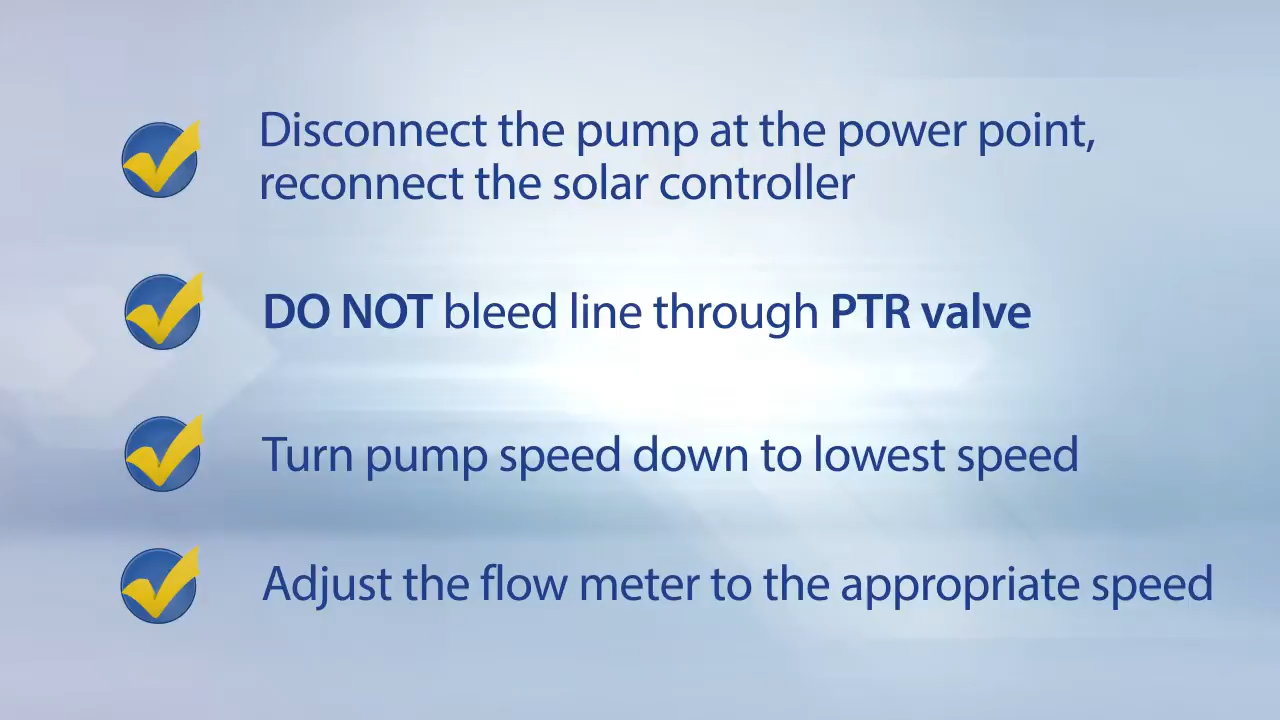 Disconnect the pump at the power point,
reconnect the solar controller
DO NOT bleed line through PTR valve
Turn pump speed down to lowest speed
Adjust the flow meter to the appropriate speed